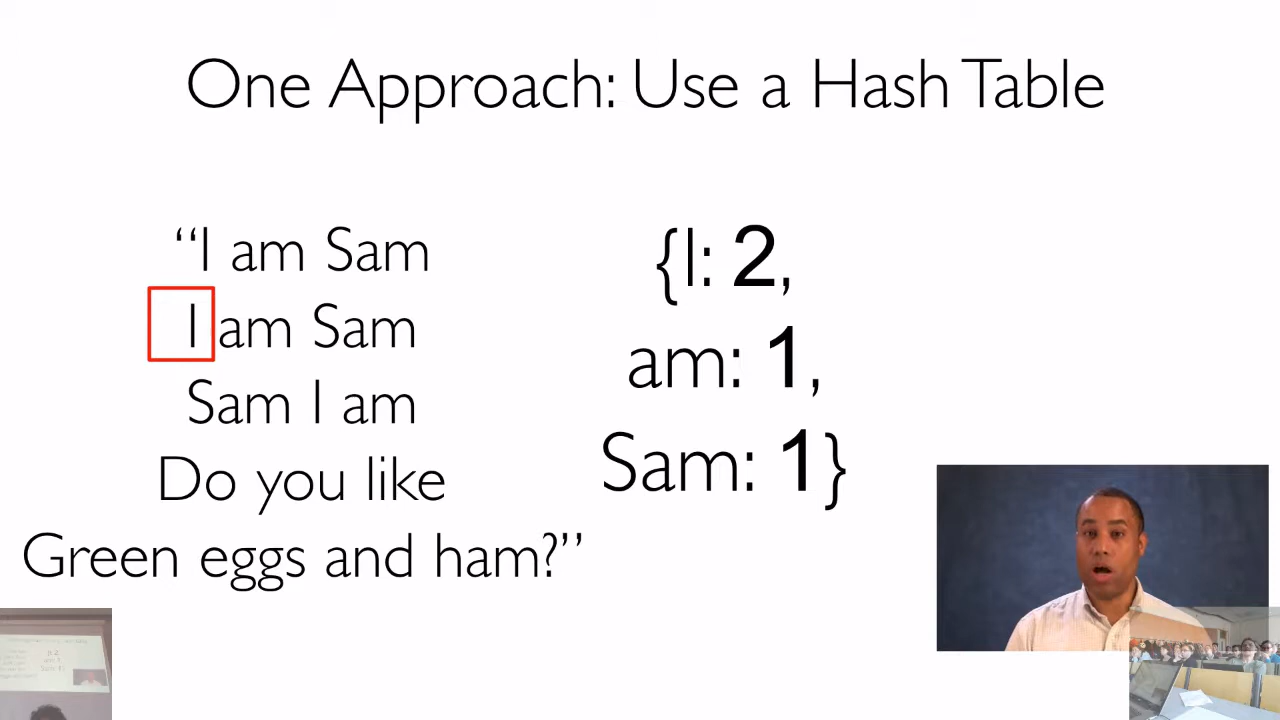 One Approach: Use a Hash Table
“I am Sam
I am Sam
Sam I am
Do you like
Green eggs and ham?”
{I: 2,
am: 1,
Sam: 1}